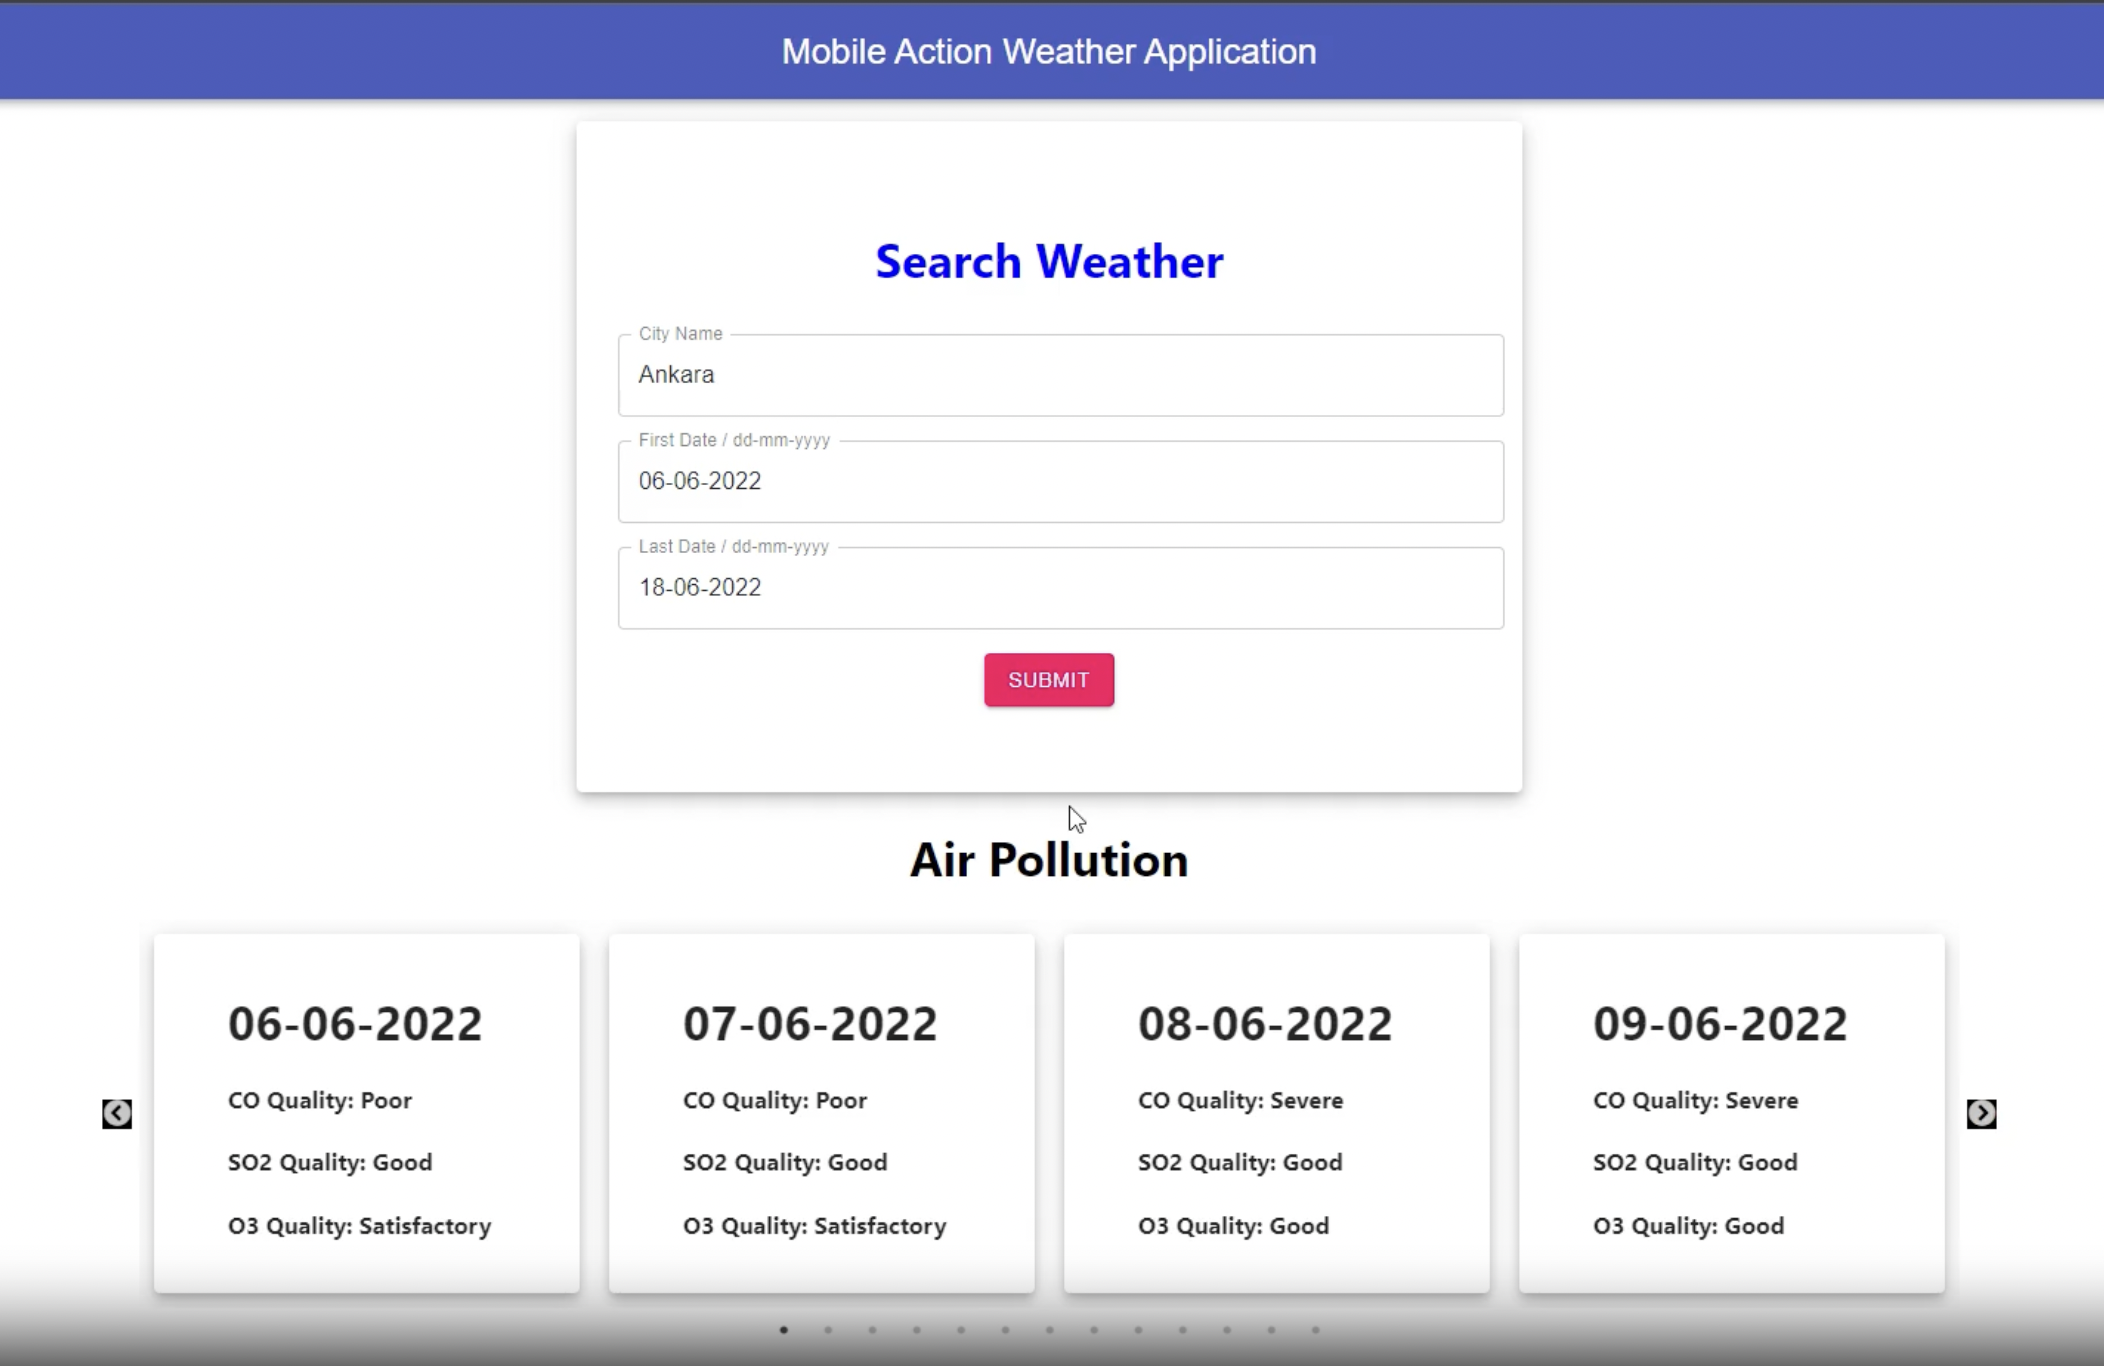 Mobile Action Weather Application
Search Weather
City Name
Ankara
First Date / dd-mm-yyyy
06-06-2022
Last Date / dd-mm-yyyy
18-06-2022
SUBMIT
Air Pollution
06-06-2022
CO Quality: Poor
SO2 Quality: Good
O3 Quality: Satisfactory
07-06-2022
CO Quality: Poor
SO2 Quality: Good
O3 Quality: Satisfactory
08-06-2022
CO Quality: Severe
SO2 Quality: Good
O3 Quality: Good
09-06-2022
CO Quality: Severe
SO2 Quality: Good
O3 Quality: Good